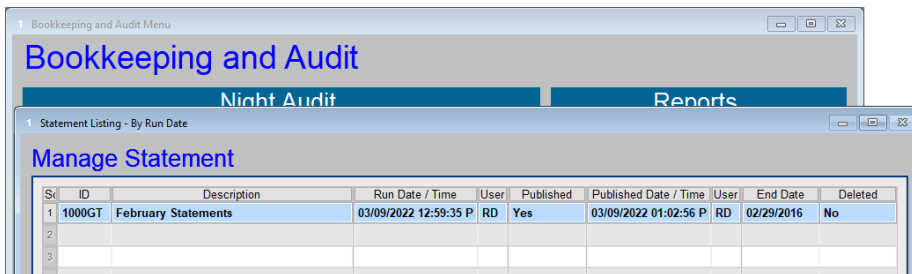 1 Bookkeeping and Audit Menu
Bookkeeping and Audit
Night Audit Reports
1 Statement Listing - By Run Date
Manage Statement
ID Description Run Date / Time User Published Published Date / Time User End Date Deleted
1 1000GT February Statements 03/09/2022 12:59:35 P RD Yes 03/09/2022 01:02:56 P RD 02/29/2016 No
2
3